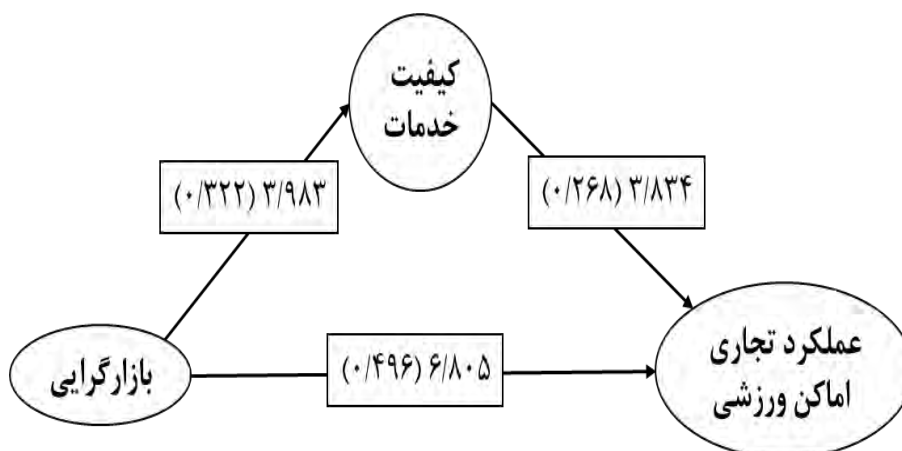 کیفیت
خدمات
۳/۹۸۳ (۰/۳۲۲)
۳/۸۳۴ (۰/۲۶۸)
بازارگرایی
۶/۸۰۵ (۰/۴۹۶)
عملکرد تجاری
اماکن ورزشی